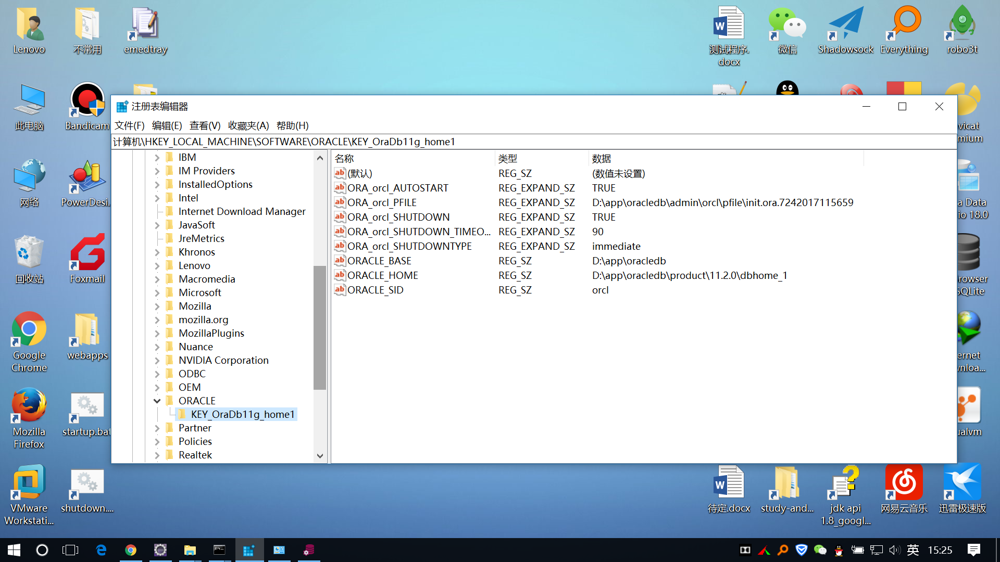 Lenovo
不常用
emedtray
测试程序.
docx
微信
Shadowsock
Everything
robo3t
此电脑
Bandicam
网络
PowerDesi...
回收站
Foxmail
Google
Chrome
webapps
Mozilla
Firefox
startup.bat
VMware
Workstati...
shutdown....
注册表编辑器
文件(F) 编辑(E) 查看(V) 收藏夹(A) 帮助(H)
计算机\HKEY_LOCAL_MACHINE\SOFTWARE\ORACLE\KEY_OraDb11g_home1
IBM
IM Providers
InstalledOptions
Intel
Internet Download Manager
JavaSoft
JreMetrics
Khronos
Lenovo
Macromedia
Microsoft
Mozilla
mozilla.org
MozillaPlugins
Nuance
NVIDIA Corporation
ODBC
OEM
ORACLE
KEY_OraDb11g_home1
Partner
Policies
Realtek
名称 类型 数据
(默认) REG_SZ (数值未设置)
ORA_orcl_AUTOSTART REG_EXPAND_SZ TRUE
ORA_orcl_PFILE REG_EXPAND_SZ D:\app\oracledb\admin\orcl\pfile\init.ora.7242017115659
ORA_orcl_SHUTDOWN REG_EXPAND_SZ TRUE
ORA_orcl_SHUTDOWN_TIMEO... REG_EXPAND_SZ 90
ORA_orcl_SHUTDOWNTYPE REG_EXPAND_SZ immediate
ORACLE_BASE REG_SZ D:\app\oracledb
ORACLE_HOME REG_SZ D:\app\oracledb\product\11.2.0\dbhome_1
ORACLE_SID REG_SZ orcl
vicat
mium
a Data
io 18.0
rowser
SQLite
ernet
wnloa...
ualvm
待定.docx
study-and...
jdk api
1.8_googl...
网易云音乐
迅雷极速版
英 15:25